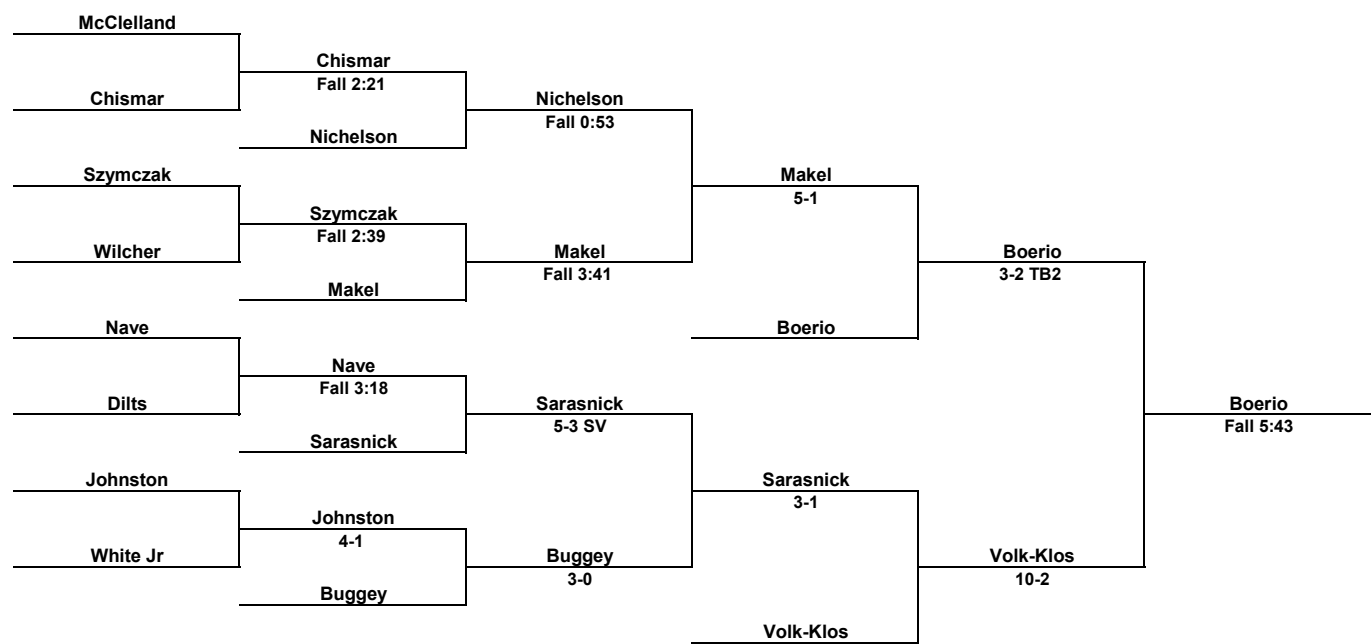 McClelland
Chismar
Fall 2:21
Chismar
Nichelson
Fall 0:53
Nichelson
Szymczak
Makel
5-1
Szymczak
Fall 2:39
Wilcher
Makel
Fall 3:41
Boerio
3-2 TB2
Makel
Nave
Boerio
Nave
Fall 3:18
Dilts
Sarasnick
5-3 SV
Boerio
Fall 5:43
Sarasnick
Johnston
Sarasnick
3-1
Johnston
4-1
White Jr
Buggey
3-0
Volk-Klos
10-2
Buggey
Volk-Klos